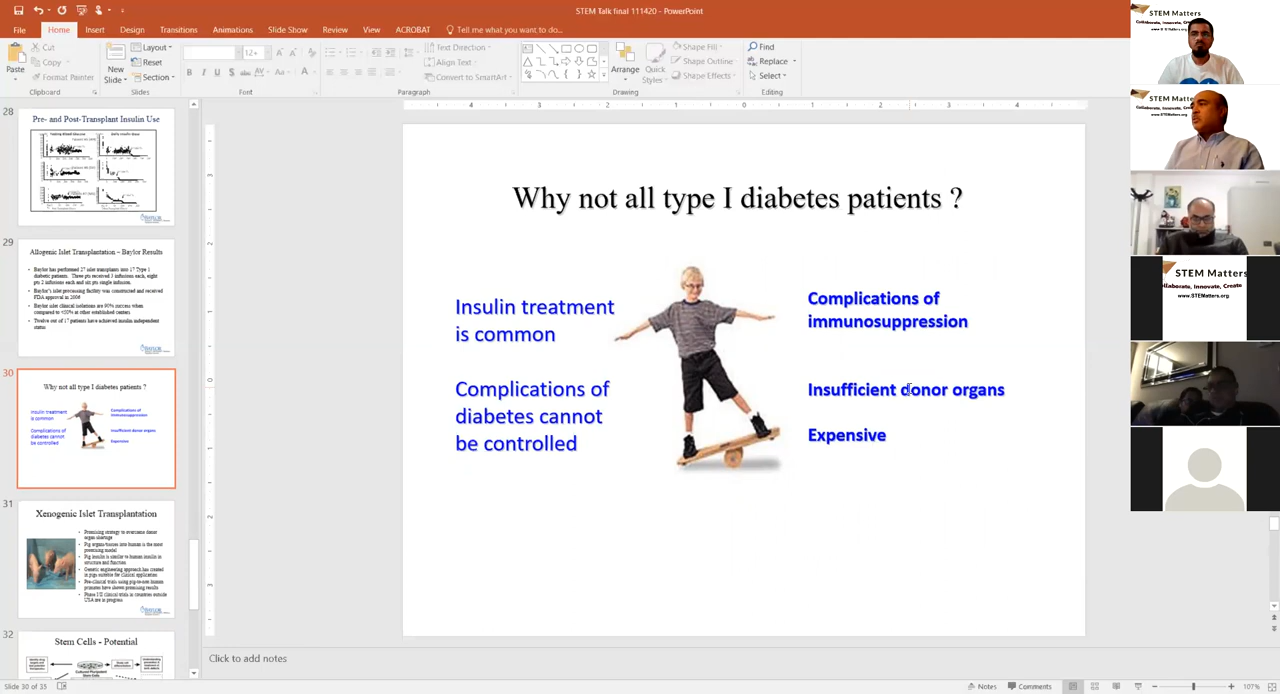 STEM Talk final 111420 - PowerPoint
File Home Insert Design Transitions Animations Slide Show Review View ACROBAT Tell me what you want to do...
Paste
Cut
Copy
Format Painter
Clipboard
New
Slide
Layout
Reset
Section
Slides
12
Font
Text Direction
Align Text
Convert to SmartArt
Paragraph
Arrange
Quick
Styles
Shape Fill
Shape Outline
Shape Effects
Drawing
Find
Replace
Select
Editing
28
Pre- and Post-Transplant Insulin Use
29
Allogenic Islet Transplantation – Baylor Results
Baylor has performed 27 islet transplants into 17 Type 1
diabetic patients. Three pts received 3 infusions each, eight
pts 2 infusions each and six pts single infusion.
Baylor's islet processing facility was constructed and received
FDA approval in 2006
Baylor islet clinical isolations are 90% success when
compared to <50% at other established centers
Twelve out of 17 patients have achieved insulin independent
status
30
Why not all type I diabetes patients ?
Insulin treatment
is common
Complications of
diabetes cannot
be controlled
Complications of
immunosuppression
Insufficient donor organs
Expensive
31
Xenogenic Islet Transplantation
Promising strategy to overcome donor
organ shortage
Pig organs/tissues into human is the most
promising model
Pig insulin is similar to human insulin in
structure and function
Genetic engineering approach has created
in pigs suitable for clinical application
Pre-clinical trials using pig-to-non human
primates have shown promising results
Phase I/II clinical trials in countries outside
USA are in progress
32
Stem Cells - Potential
Why not all type I diabetes patients ?
Insulin treatment
is common
Complications of
diabetes cannot
be controlled
Complications of
immunosuppression
Insufficient donor organs
Expensive
Click to add notes
Slide 30 of 35
Notes
Comments
107%
STEM Matters
Collaborate, Innovate, Create
STEM Matt
Collaborate, Innovate, Cre
www.STEMatters.org
STEM Matters
ollaborate, Innovate, Create
www.STEMatters.org